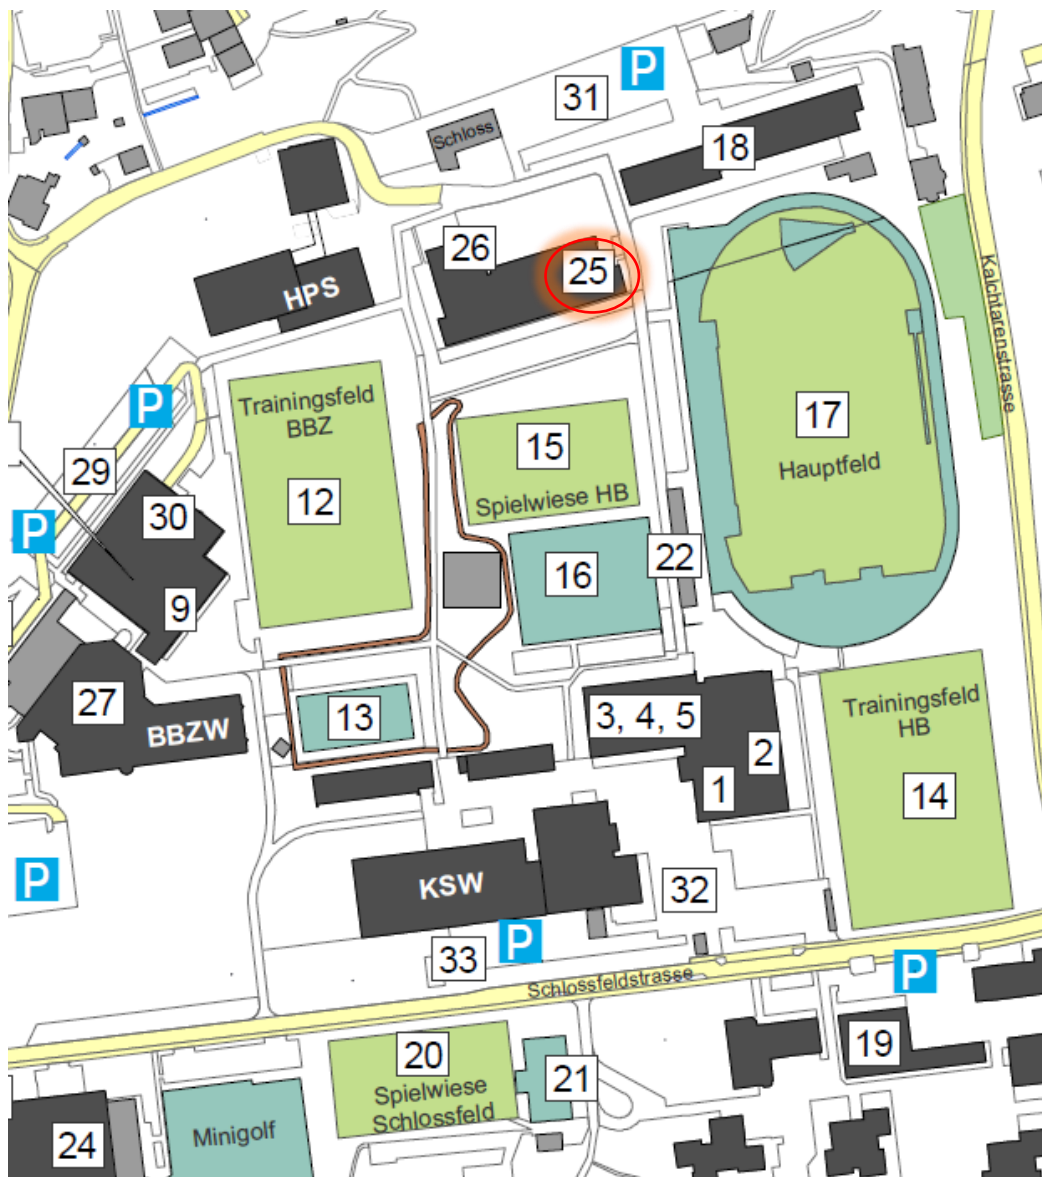 P
31
Schloss
18
26
25
HPS
Kalchtarenstrasse
P
Trainingsfeld
BBZ
17
15
Hauptfeld
29
12
Spielwiese HB
30
P
22
16
9
27
3, 4, 5
Trainingsfeld
HB
13
BBZW
2
1
14
P
KSW
32
P
33
P
Schlossfeldstrasse
20
19
21
Spielwiese
Schlossfeld
Minigolf
24